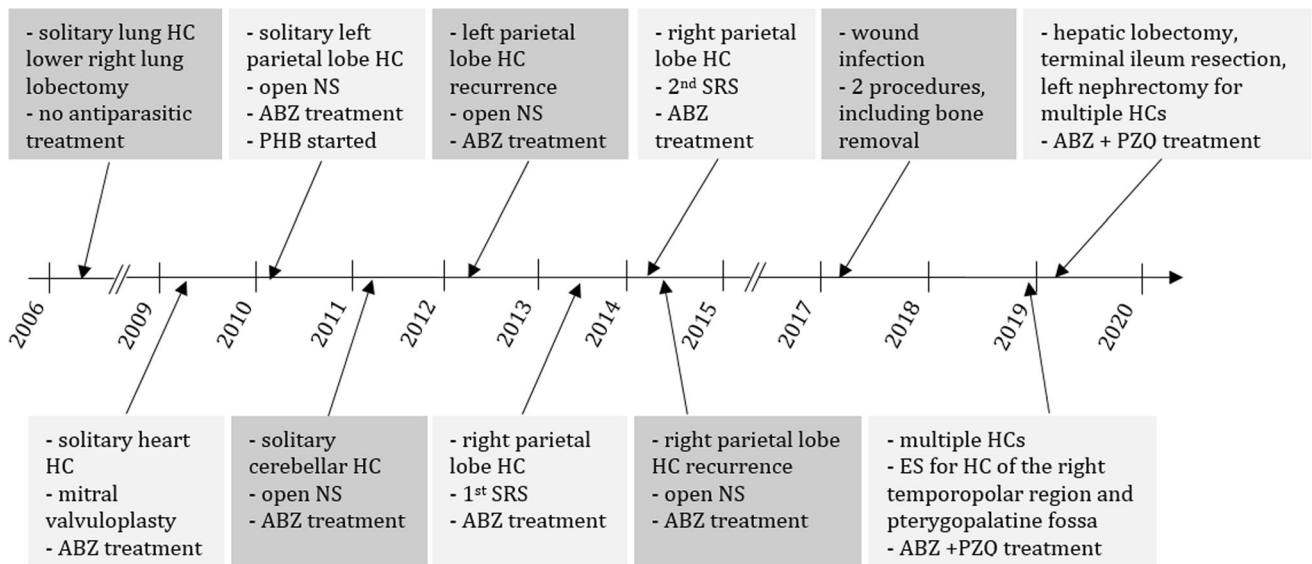 - solitary lung HC
lower right lung
lobectomy
- no antiparasitic
treatment
- solitary left
parietal lobe HC
- open NS
- ABZ treatment
- PHB started
- left parietal
lobe HC
recurrence
- open NS
- ABZ treatment
- right parietal
lobe HC
- 2nd SRS
- ABZ
treatment
- wound
infection
- 2 procedures,
including bone
removal
- hepatic lobectomy,
terminal ileum resection,
left nephrectomy for
multiple HCs
- ABZ + PZQ treatment
2006
2009
2010
2011
2012
2013
2014
2015
2017
2018
2019
2020
- solitary heart
HC
- mitral
valvuloplasty
- ABZ treatment
- solitary
cerebellar HC
- open NS
- ABZ treatment
- right parietal
lobe HC
- 1st SRS
- ABZ treatment
- right parietal lobe
HC recurrence
- open NS
- ABZ treatment
- multiple HCs
- ES for HC of the right
temporopolar region and
pterygopalatine fossa
- ABZ +PZQ treatment